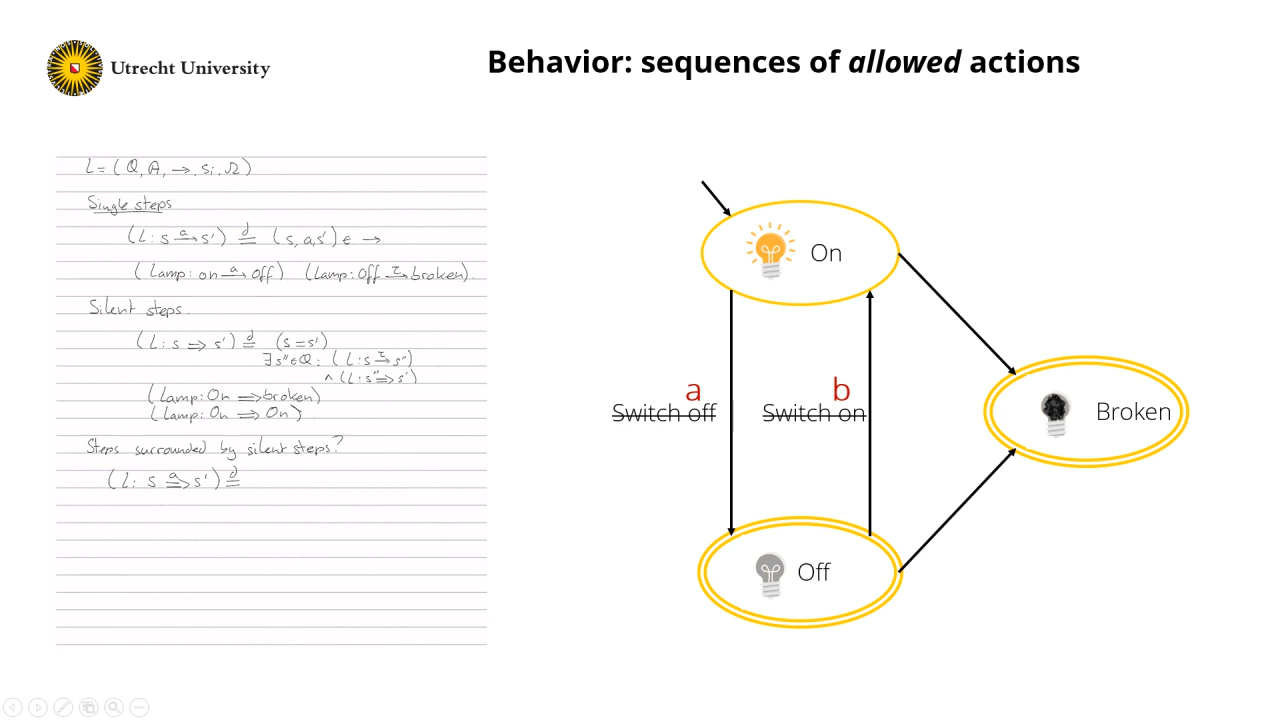 Utrecht University
Behavior: sequences of allowed actions
L = (Q, A, →, si, Ω)
Single steps
(L: s -a→ s') =d (s, a, s') ∈ →
(Lamp: on -a→ off) (Lamp: Off -τ→ broken)
Silent steps.
(L: s ⇒ s') =d (s = s')
∃ s'' ∈ Q: (L: s -τ→ s'')
∧ (L: s'' ⇒ s')
(Lamp: On ⇒ broken)
(Lamp: On ⇒ On)
Steps surrounded by silent steps?
(L: s =a⇒ s') =d
On
a
Switch off
b
Switch on
Broken
Off